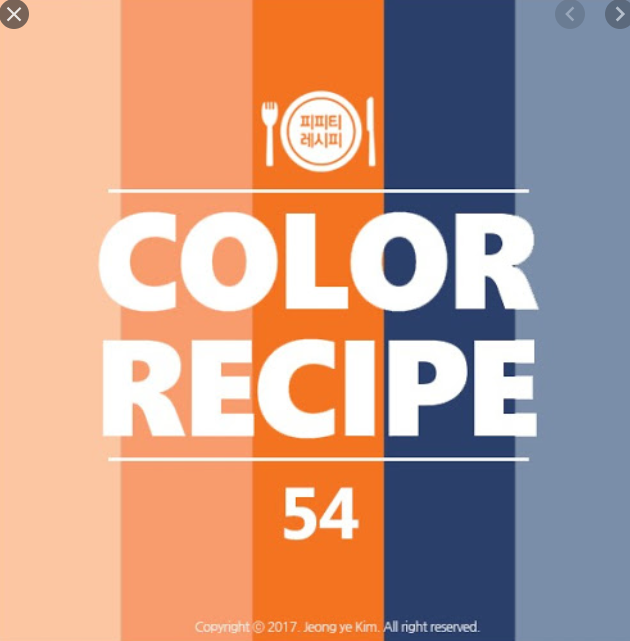 피피티
레시피
COLOR
RECIPE
54
Copyright ⓒ 2017. Jeong ye Kim. All right reserved.